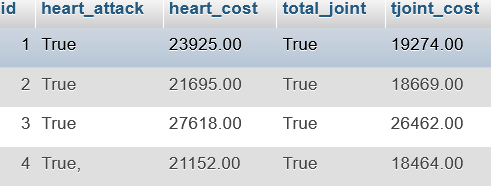 id heart_attack heart_cost total_joint tjoint_cost
1 True 23925.00 True 19274.00
2 True 21695.00 True 18669.00
3 True 27618.00 True 26462.00
4 True, 21152.00 True 18464.00